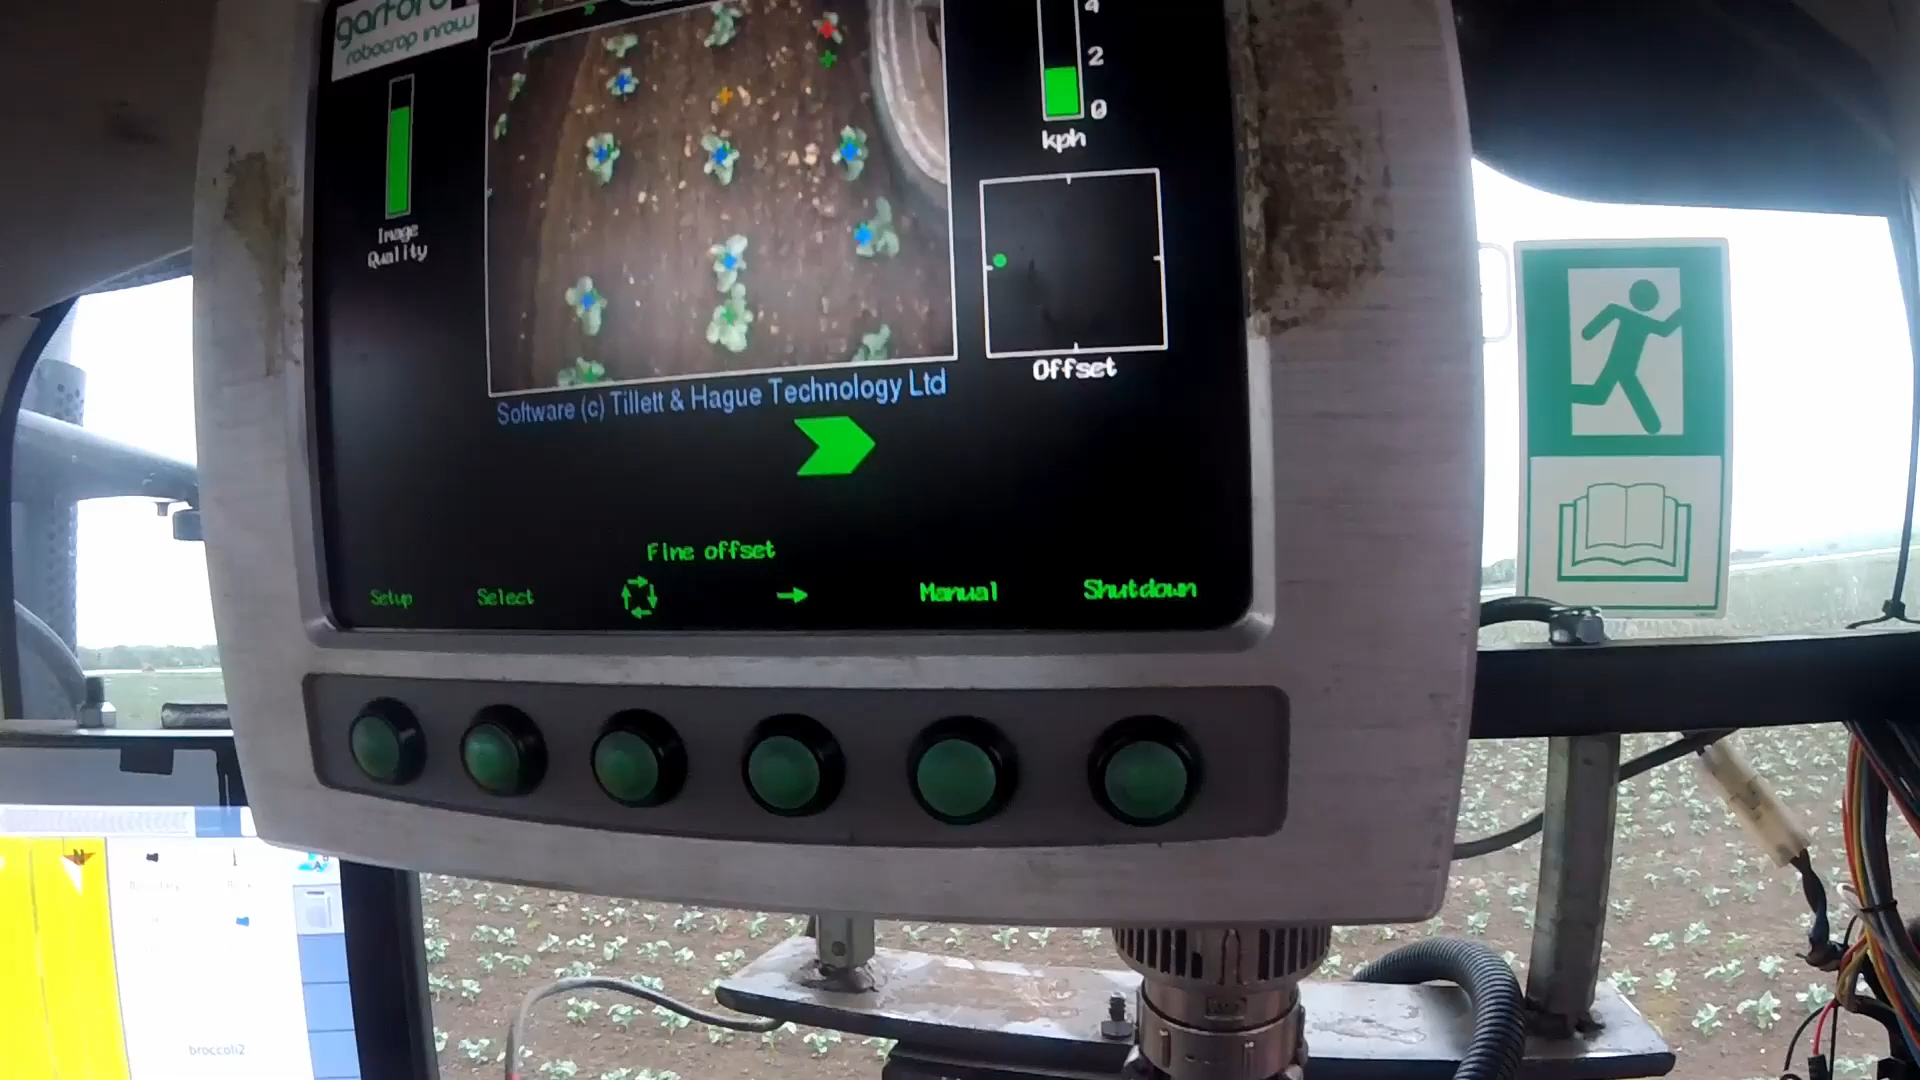 garford
robocrop inrow
4
2
0
kph
Image
Quality
Offset
Software (c) Tillett & Hague Technology Ltd
Fine offset
Setup
Select
Manual
Shutdown
N
broccoli2